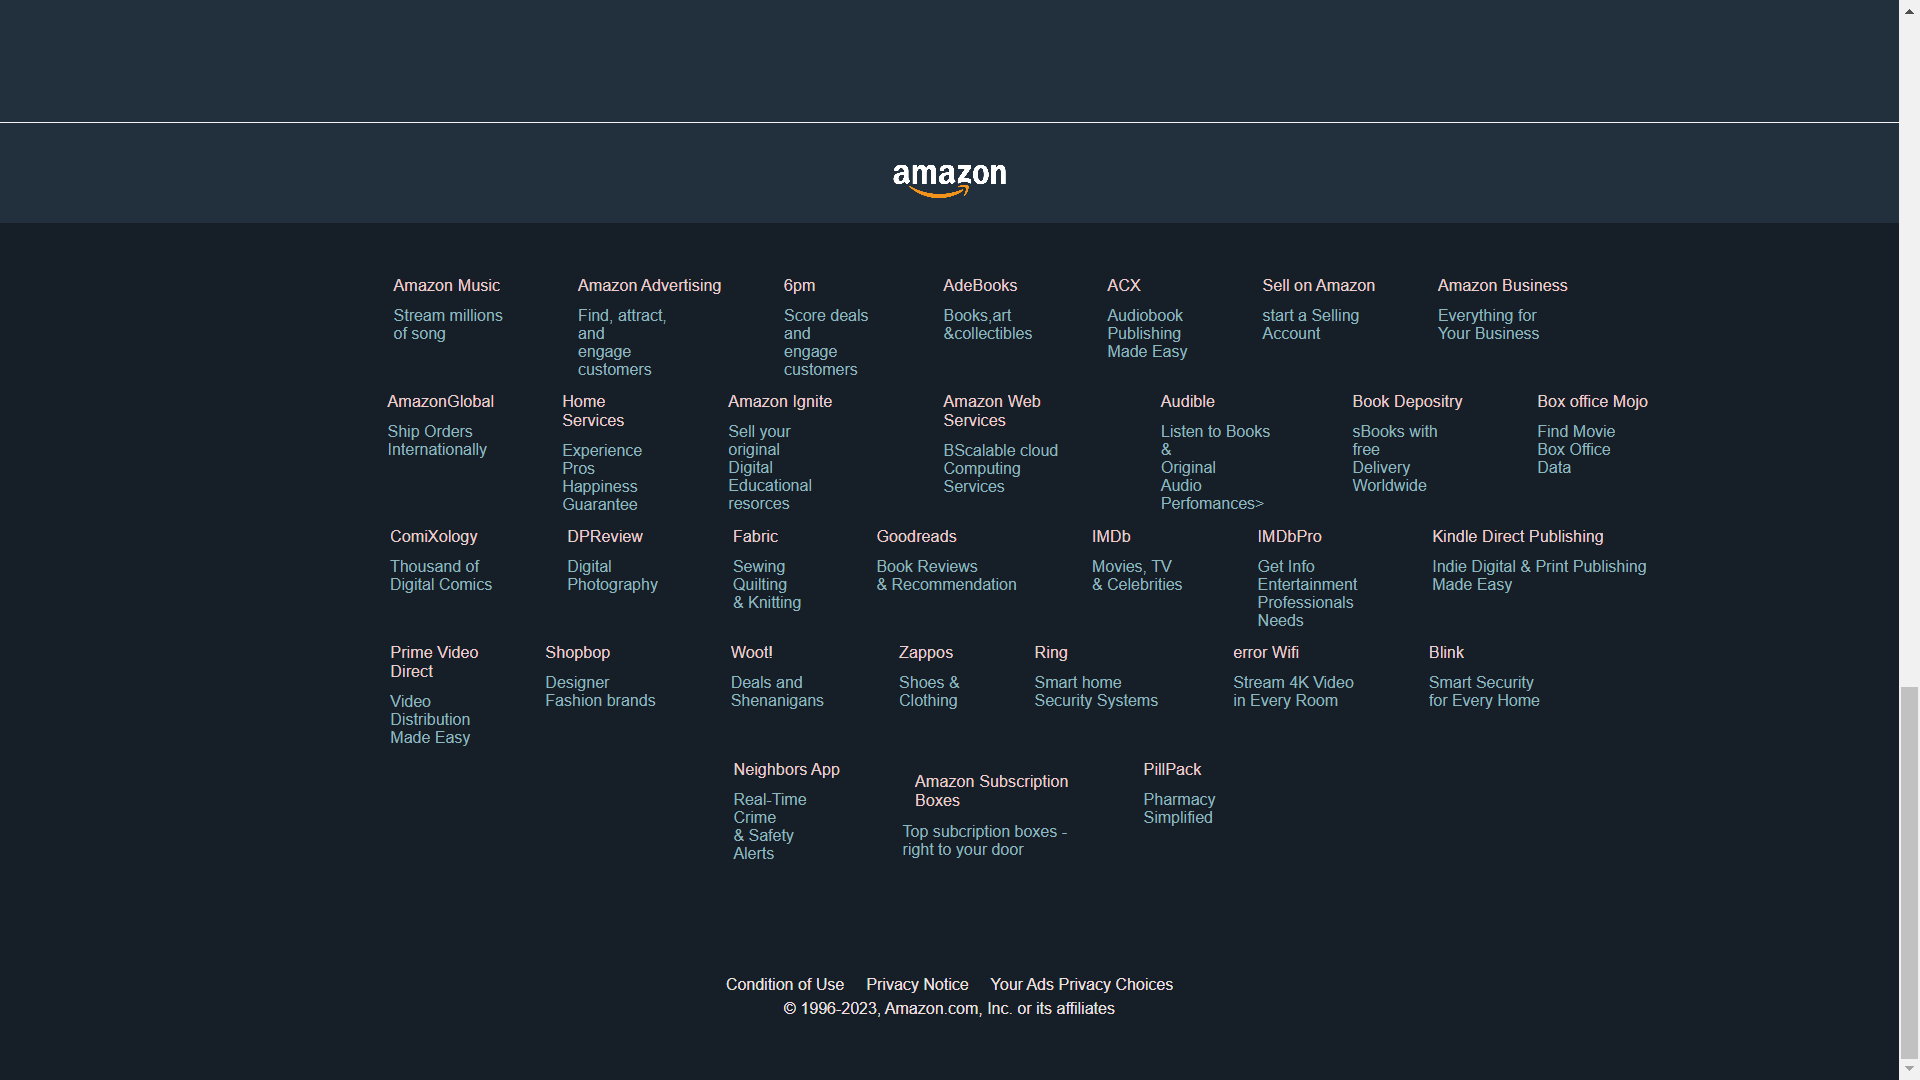 amazon
Amazon Music
Stream millions
of song
Amazon Advertising
Find, attract,
and
engage
customers
6pm
Score deals
and
engage
customers
AdeBooks
Books,art
&collectibles
ACX
Audiobook
Publishing
Made Easy
Sell on Amazon
start a Selling
Account
Amazon Business
Everything for
Your Business
AmazonGlobal
Ship Orders
Internationally
Home
Services
Experience
Pros
Happiness
Guarantee
Amazon Ignite
Sell your
original
Digital
Educational
resorces
Amazon Web
Services
BScalable cloud
Computing
Services
Audible
Listen to Books
&
Original
Audio
Perfomances>
Book Depositry
sBooks with
free
Delivery
Worldwide
Box office Mojo
Find Movie
Box Office
Data
ComiXology
Thousand of
Digital Comics
DPReview
Digital
Photography
Fabric
Sewing
Quilting
& Knitting
Goodreads
Book Reviews
& Recommendation
IMDb
Movies, TV
& Celebrities
IMDbPro
Get Info
Entertainment
Professionals
Needs
Kindle Direct Publishing
Indie Digital & Print Publishing
Made Easy
Prime Video
Direct
Video
Distribution
Made Easy
Shopbop
Designer
Fashion brands
Woot!
Deals and
Shenanigans
Zappos
Shoes &
Clothing
Ring
Smart home
Security Systems
error Wifi
Stream 4K Video
in Every Room
Blink
Smart Security
for Every Home
Neighbors App
Real-Time
Crime
& Safety
Alerts
Amazon Subscription
Boxes
Top subcription boxes -
right to your door
PillPack
Pharmacy
Simplified
Condition of Use Privacy Notice Your Ads Privacy Choices
© 1996-2023, Amazon.com, Inc. or its affiliates